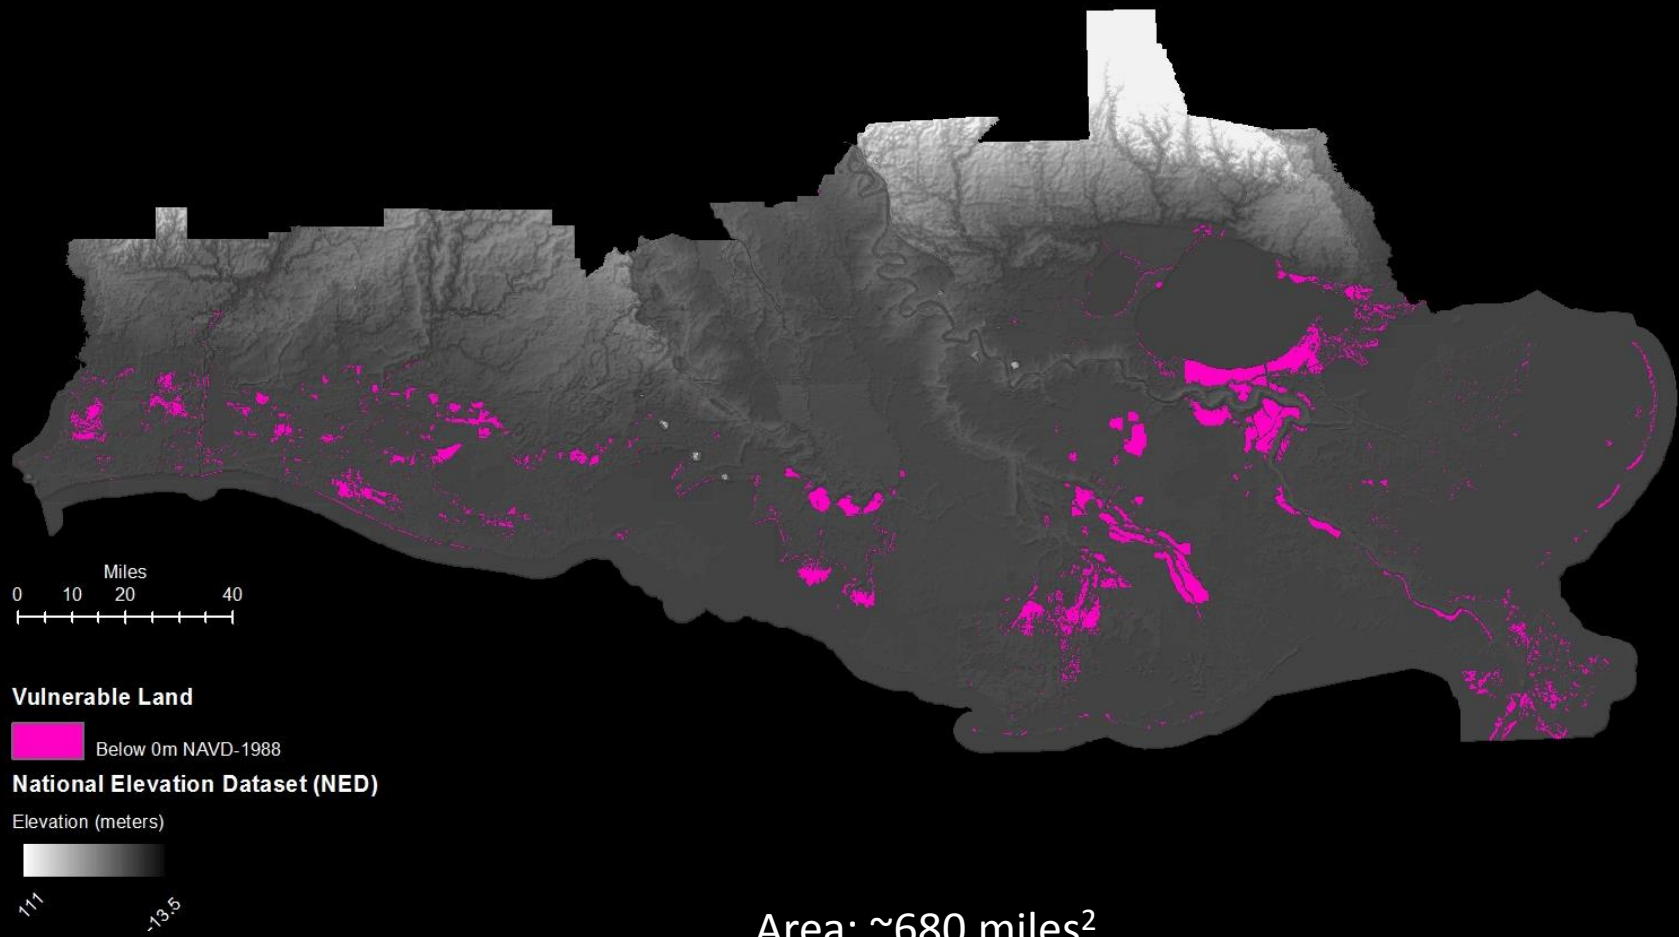 Miles
0 10 20 40
Vulnerable Land
Below 0m NAVD-1988
National Elevation Dataset (NED)
Elevation (meters)
111 -13.5
Area: ~680 miles²